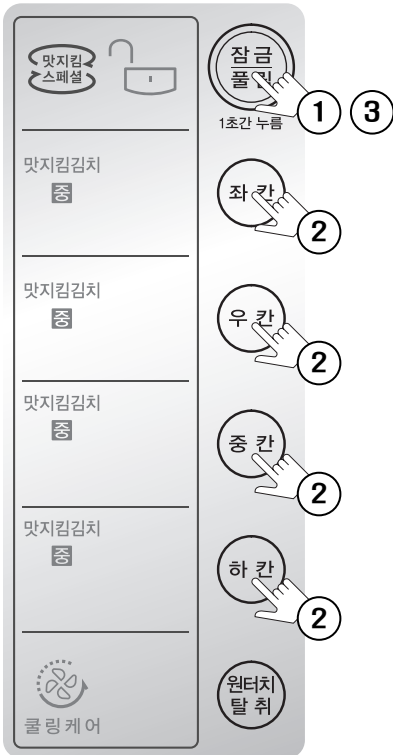 맛지킴
스페셜
잠금
풀림
1초간 누름
① ③
맛지킴김치
중
좌 칸
②
맛지킴김치
중
우 칸
②
맛지킴김치
중
중 칸
②
맛지킴김치
중
하 칸
②
쿨링케어
원터치
탈취